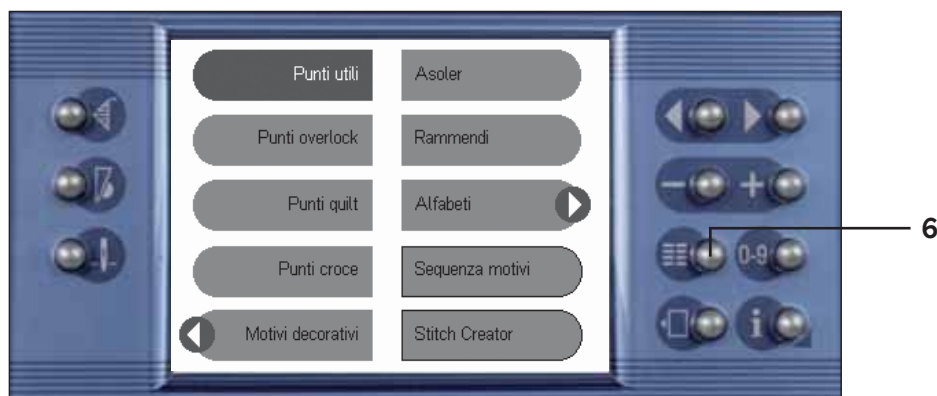 Punti utili
Asoler
Punti overlock
Rammendi
Punti quilt
Alfabeti
Punti croce
Sequenza motivi
Motivi decorativi
Stitch Creator
0-9
i
6